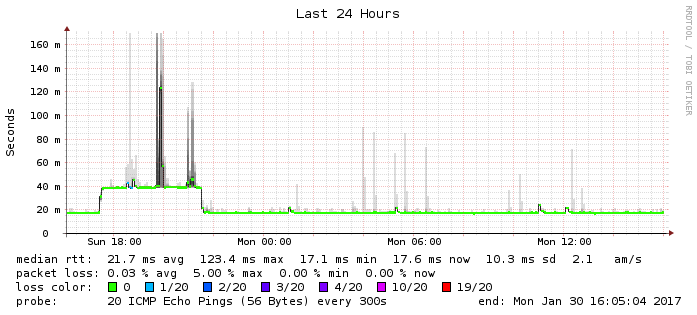 Last 24 Hours
RRDTOOL / TOBI OETIKER
Seconds
160 m
140 m
120 m
100 m
80 m
60 m
40 m
20 m
0
Sun 18:00 Mon 00:00 Mon 06:00 Mon 12:00
median rtt: 21.7 ms avg 123.4 ms max 17.1 ms min 17.6 ms now 10.3 ms sd 2.1 am/s
packet loss: 0.03 % avg 5.00 % max 0.00 % min 0.00 % now
loss color: 0 1/20 2/20 3/20 4/20 10/20 19/20
probe: 20 ICMP Echo Pings (56 Bytes) every 300s end: Mon Jan 30 16:05:04 2017